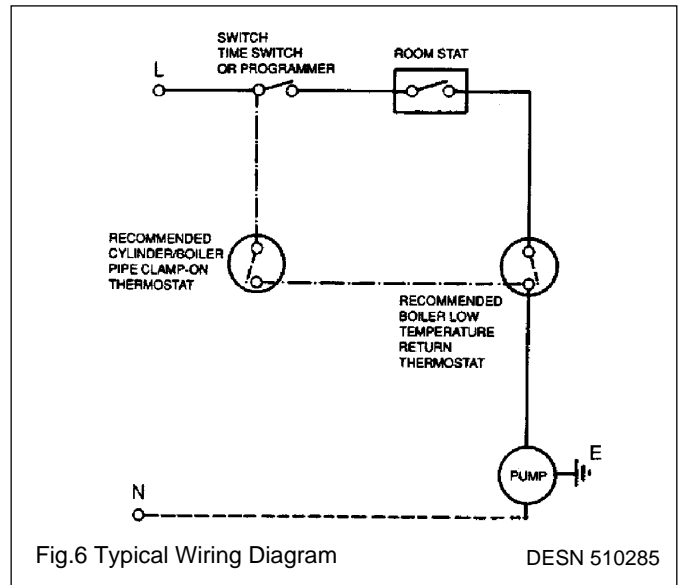 SWITCH
TIME SWITCH
OR PROGRAMMER
ROOM STAT
L
RECOMMENDED
CYLINDER/BOILER
PIPE CLAMP-ON
THERMOSTAT
RECOMMENDED
BOILER LOW
TEMPERATURE
RETURN
THERMOSTAT
E
PUMP
N
Fig.6 Typical Wiring Diagram
DESN 510285